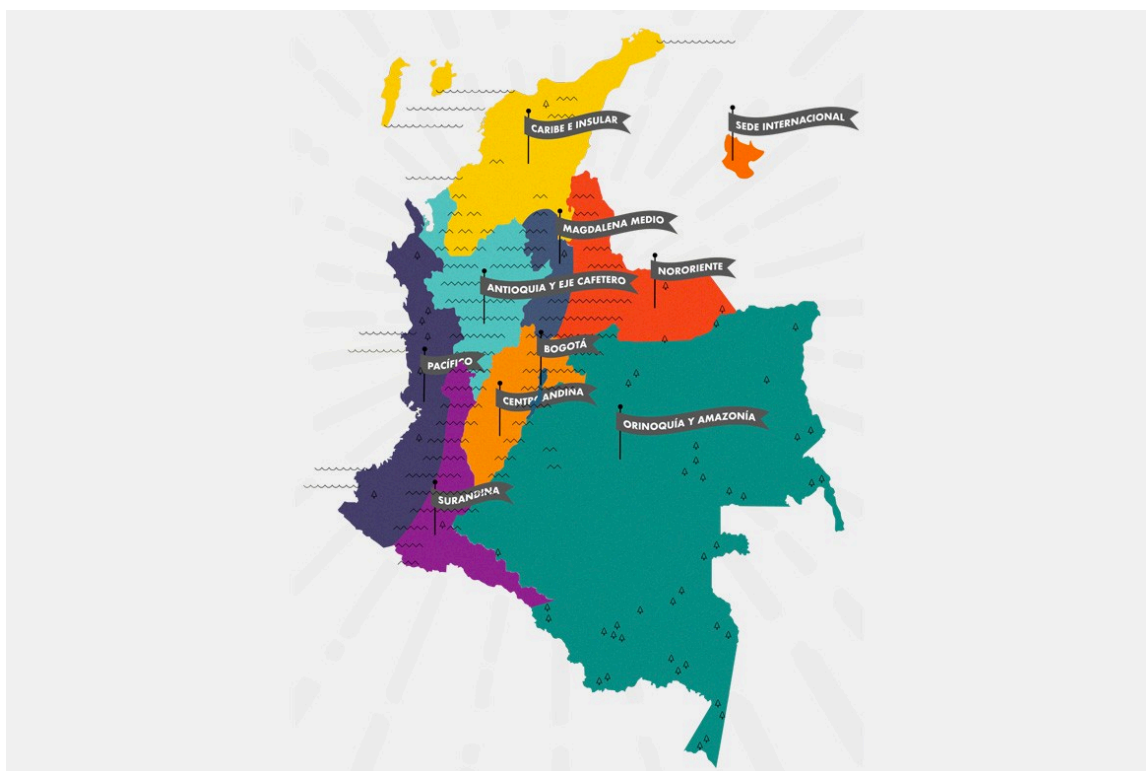 CARIBE E INSULAR
SEDE INTERNACIONAL
MAGDALENA MEDIO
NORORIENTE
ANTIOQUIA Y EJE CAFETERO
BOGOTÁ
PACÍFICO
CENTROANDINA
ORINOQUÍA Y AMAZONÍA
SURANDINA